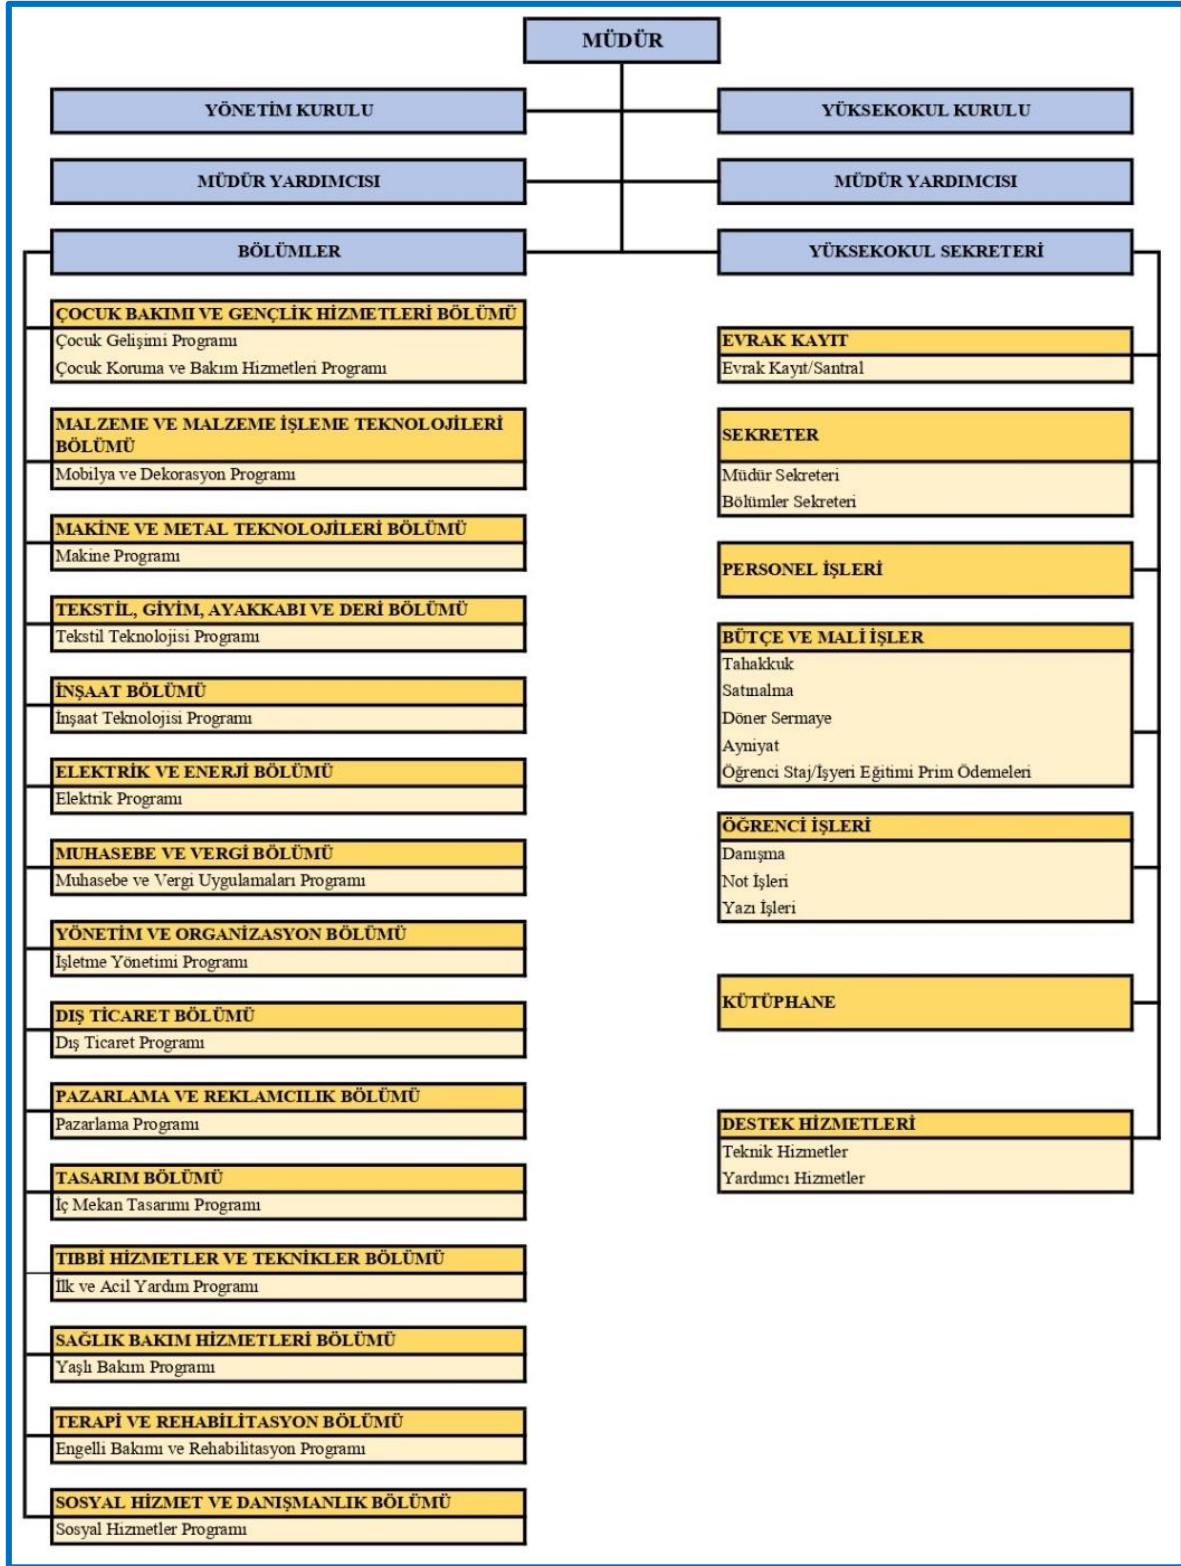 MÜDÜR
YÖNETİM KURULU
YÜKSEKOKUL KURULU
MÜDÜR YARDIMCISI
MÜDÜR YARDIMCISI
BÖLÜMLER
YÜKSEKOKUL SEKRETERİ
ÇOCUK BAKIMI VE GENÇLİK HİZMETLERİ BÖLÜMÜ
Çocuk Gelişimi Programı
Çocuk Koruma ve Bakım Hizmetleri Programı
MALZEME VE MALZEME İŞLEME TEKNOLOJİLERİ
BÖLÜMÜ
Mobilya ve Dekorasyon Programı
MAKİNE VE METAL TEKNOLOJİLERİ BÖLÜMÜ
Makine Programı
TEKSTİL, GİYİM, AYAKKABI VE DERİ BÖLÜMÜ
Tekstil Teknolojisi Programı
İNŞAAT BÖLÜMÜ
İnşaat Teknolojisi Programı
ELEKTRİK VE ENERJİ BÖLÜMÜ
Elektrik Programı
MUHASEBE VE VERGİ BÖLÜMÜ
Muhasebe ve Vergi Uygulamaları Programı
YÖNETİM VE ORGANİZASYON BÖLÜMÜ
İşletme Yönetimi Programı
DIŞ TİCARET BÖLÜMÜ
Dış Ticaret Programı
PAZARLAMA VE REKLAMCILIK BÖLÜMÜ
Pazarlama Programı
TASARIM BÖLÜMÜ
İç Mekan Tasarımı Programı
TIBBİ HİZMETLER VE TEKNİKLER BÖLÜMÜ
İlk ve Acil Yardım Programı
SAĞLIK BAKIM HİZMETLERİ BÖLÜMÜ
Yaşlı Bakım Programı
TERAPİ VE REHABİLİTASYON BÖLÜMÜ
Engelli Bakımı ve Rehabilitasyon Programı
SOSYAL HİZMET VE DANIŞMANLIK BÖLÜMÜ
Sosyal Hizmetler Programı
EVRAK KAYIT
Evrak Kayıt/Santral
SEKRETER
Müdür Sekreteri
Bölümler Sekreteri
PERSONEL İŞLERİ
BÜTÇE VE MALİ İŞLER
Tahakkuk
Satınalma
Döner Sermaye
Ayniyat
Öğrenci Staj/İşyeri Eğitimi Prim Ödemeleri
ÖĞRENCİ İŞLERİ
Danışma
Not İşleri
Yazı İşleri
KÜTÜPHANE
DESTEK HİZMETLERİ
Teknik Hizmetler
Yardımcı Hizmetler